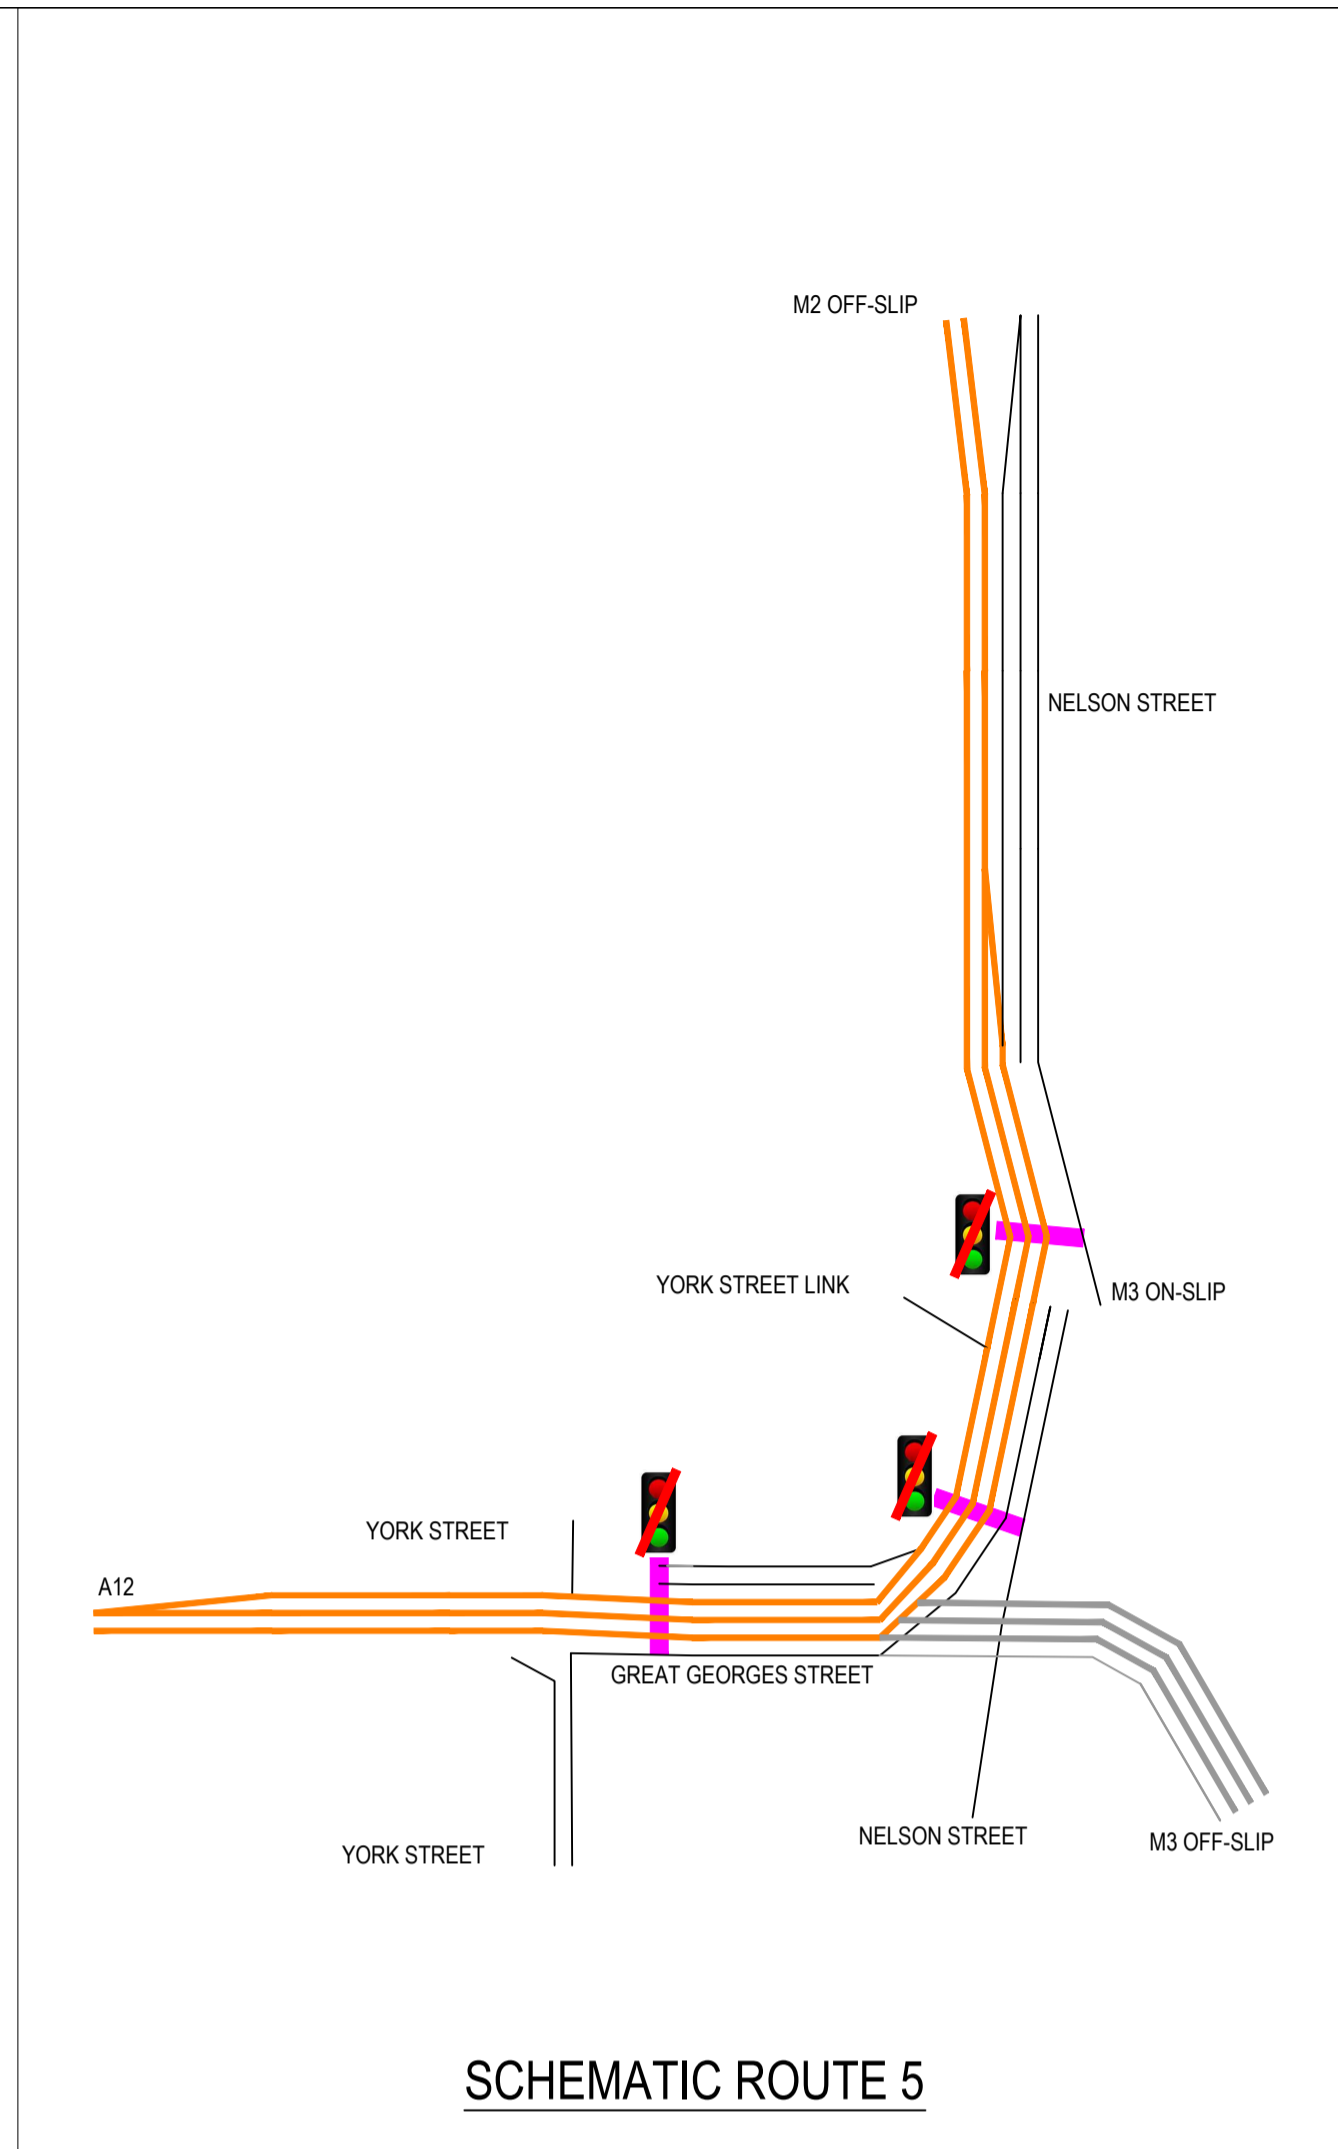 M2 OFF-SLIP
NELSON STREET
YORK STREET LINK
M3 ON-SLIP
YORK STREET
A12
GREAT GEORGES STREET
NELSON STREET
M3 OFF-SLIP
YORK STREET
SCHEMATIC ROUTE 5